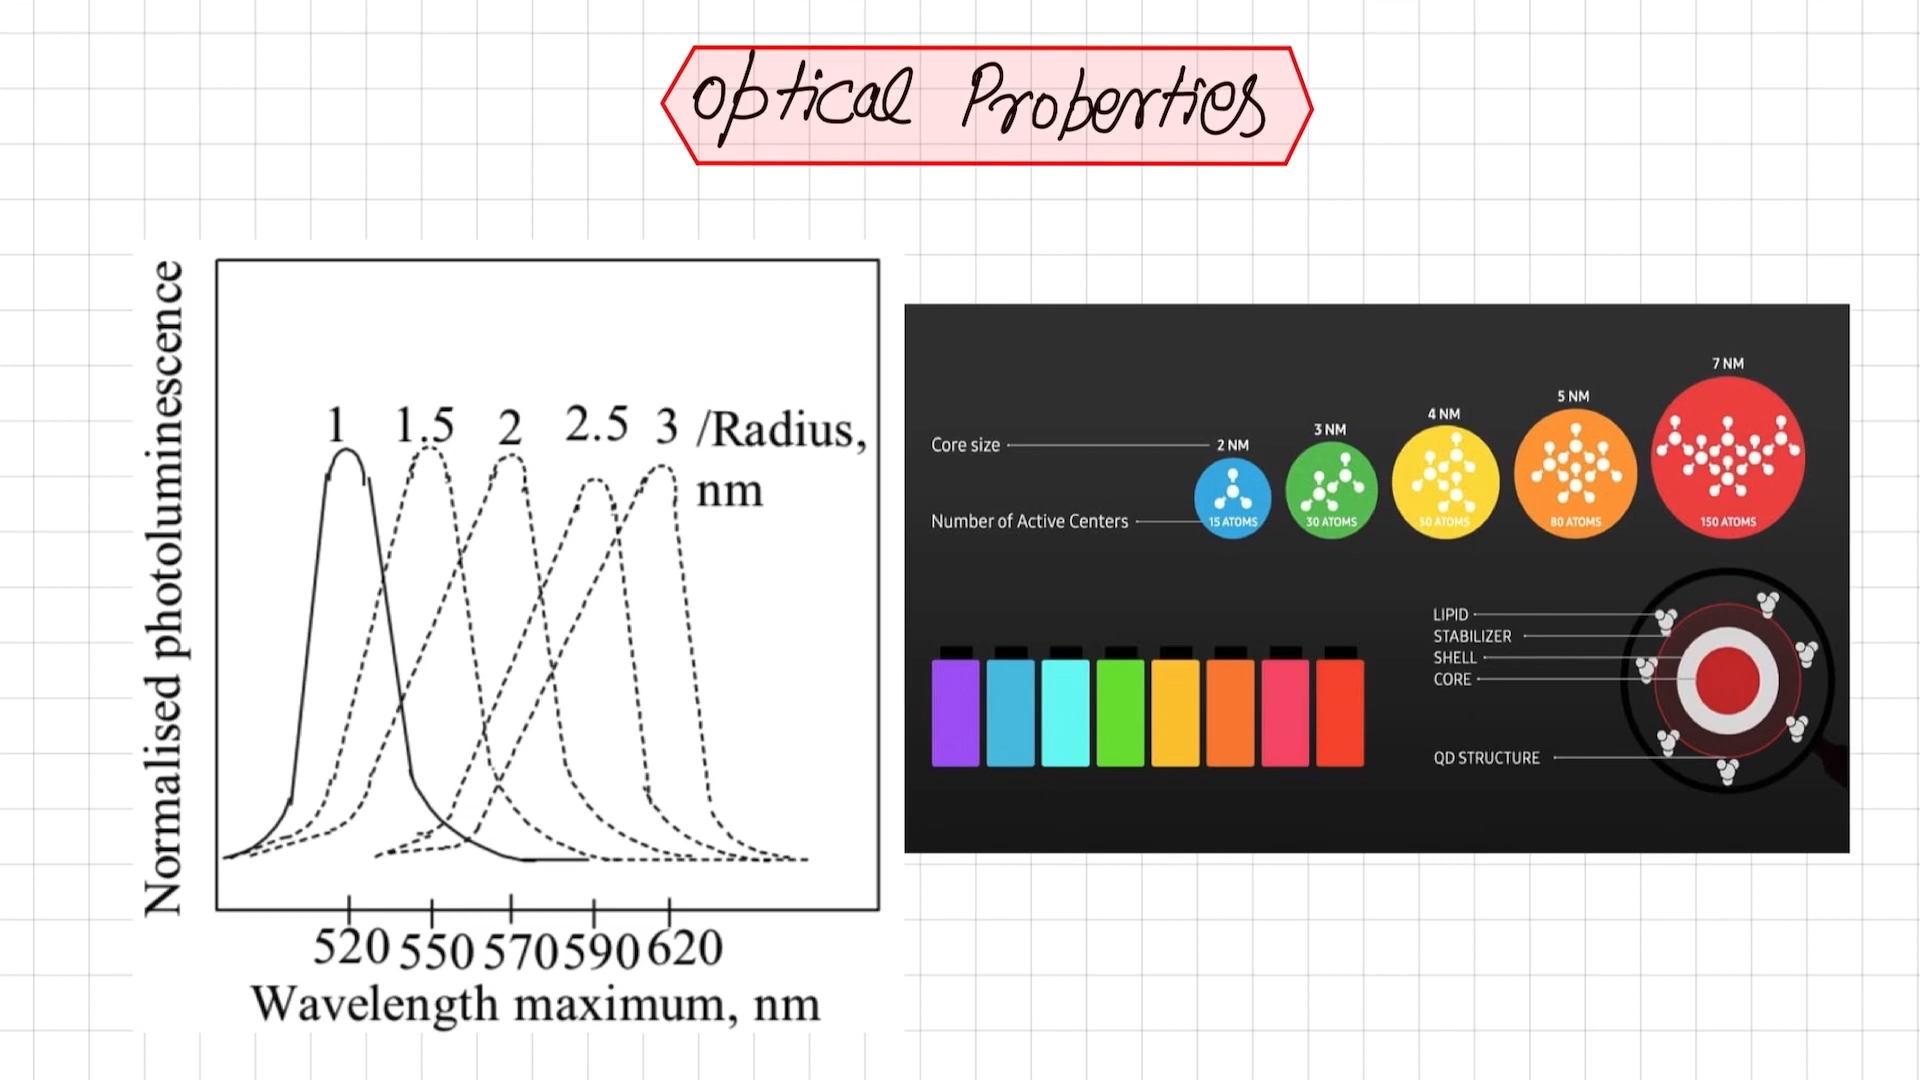 optical Properties
Normalised photoluminescence
1 1.5 2 2.5 3 /Radius,
nm
520 550 570 590 620
Wavelength maximum, nm
7 NM
5 NM
4 NM
3 NM
Core size
2 NM
Number of Active Centers
15 ATOMS
30 ATOMS
50 ATOMS
80 ATOMS
150 ATOMS
LIPID
STABILIZER
SHELL
CORE
QD STRUCTURE